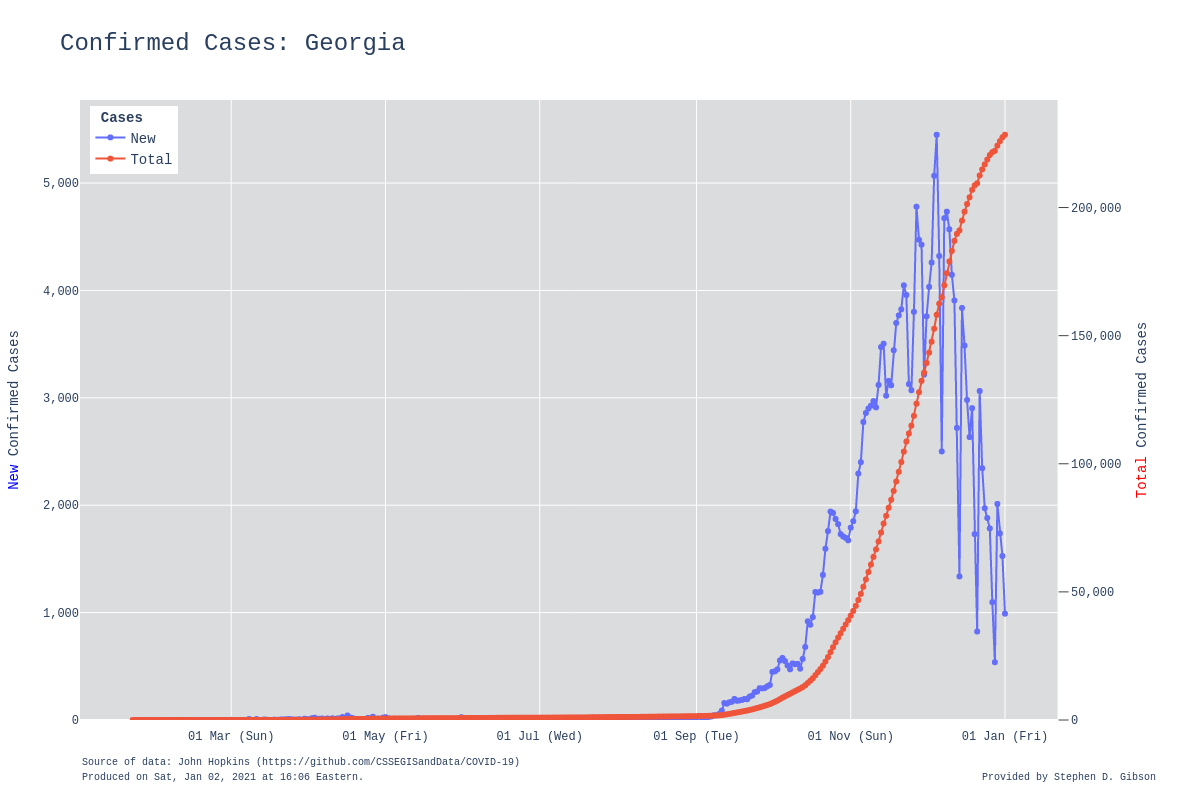 Confirmed Cases: Georgia
Cases
New
Total
5,000
4,000
3,000
2,000
1,000
0
New Confirmed Cases
200,000
150,000
100,000
50,000
0
Total Confirmed Cases
01 Mar (Sun)
01 May (Fri)
01 Jul (Wed)
01 Sep (Tue)
01 Nov (Sun)
01 Jan (Fri)
Source of data: John Hopkins (https://github.com/CSSEGISandData/COVID-19)
Produced on Sat, Jan 02, 2021 at 16:06 Eastern.
Provided by Stephen D. Gibson